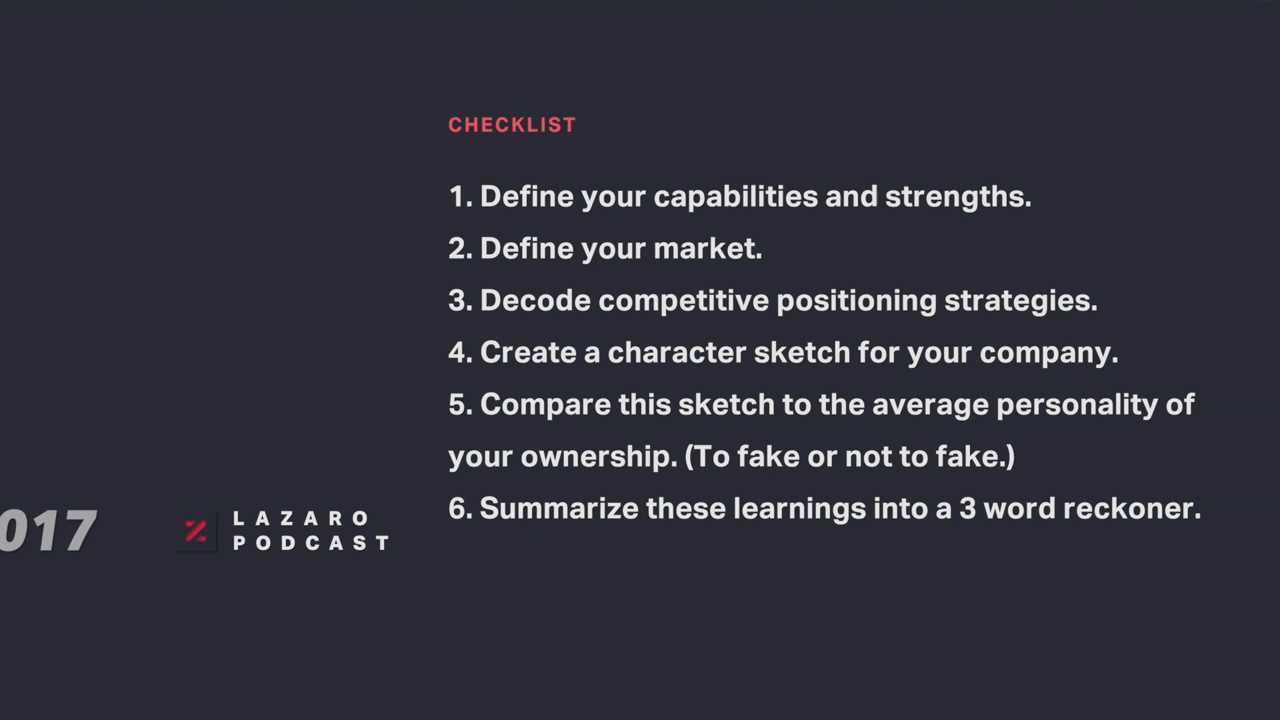 CHECKLIST
1. Define your capabilities and strengths.
2. Define your market.
3. Decode competitive positioning strategies.
4. Create a character sketch for your company.
5. Compare this sketch to the average personality of
your ownership. (To fake or not to fake.)
6. Summarize these learnings into a 3 word reckoner.
017
LAZARO
PODCAST